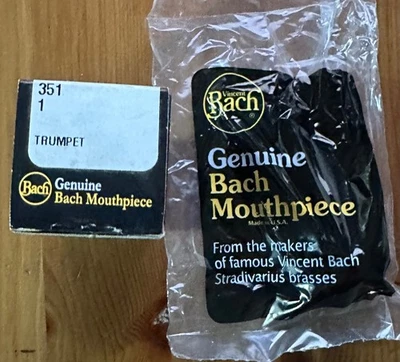 351
1
TRUMPET
Bach
Genuine
Bach Mouthpiece
Vincent
Bach
®
Genuine
Bach
Mouthpiece
Made in U.S.A.
From the makers
of famous Vincent Bach
Stradivarius brasses